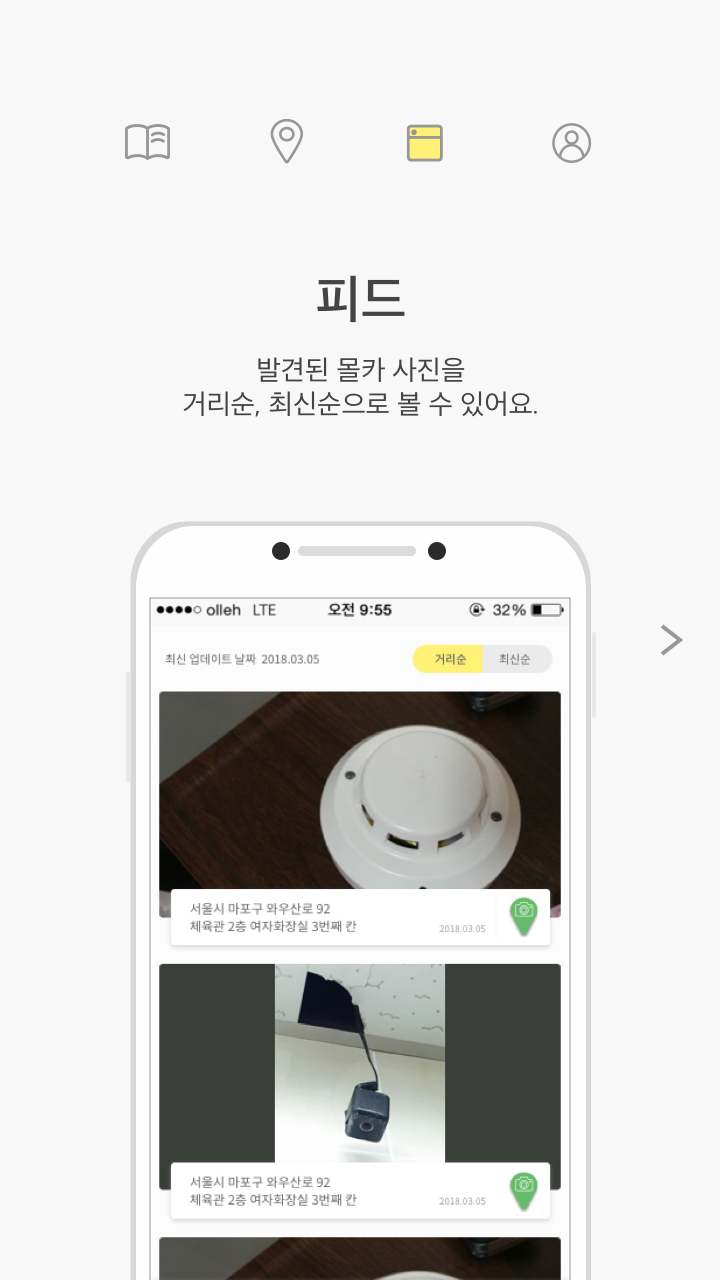 피드
발견된 몰카 사진을
거리순, 최신순으로 볼 수 있어요.
olleh LTE 오전 9:55 32%
최신 업데이트 날짜 2018.03.05 거리순 최신순
서울시 마포구 와우산로 92
체육관 2층 여자화장실 3번째 칸 2018.03.05
서울시 마포구 와우산로 92
체육관 2층 여자화장실 3번째 칸 2018.03.05